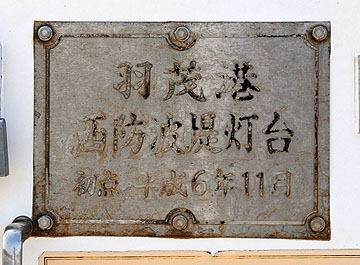 羽茂港
西防波堤灯台
初点 平成6年11月